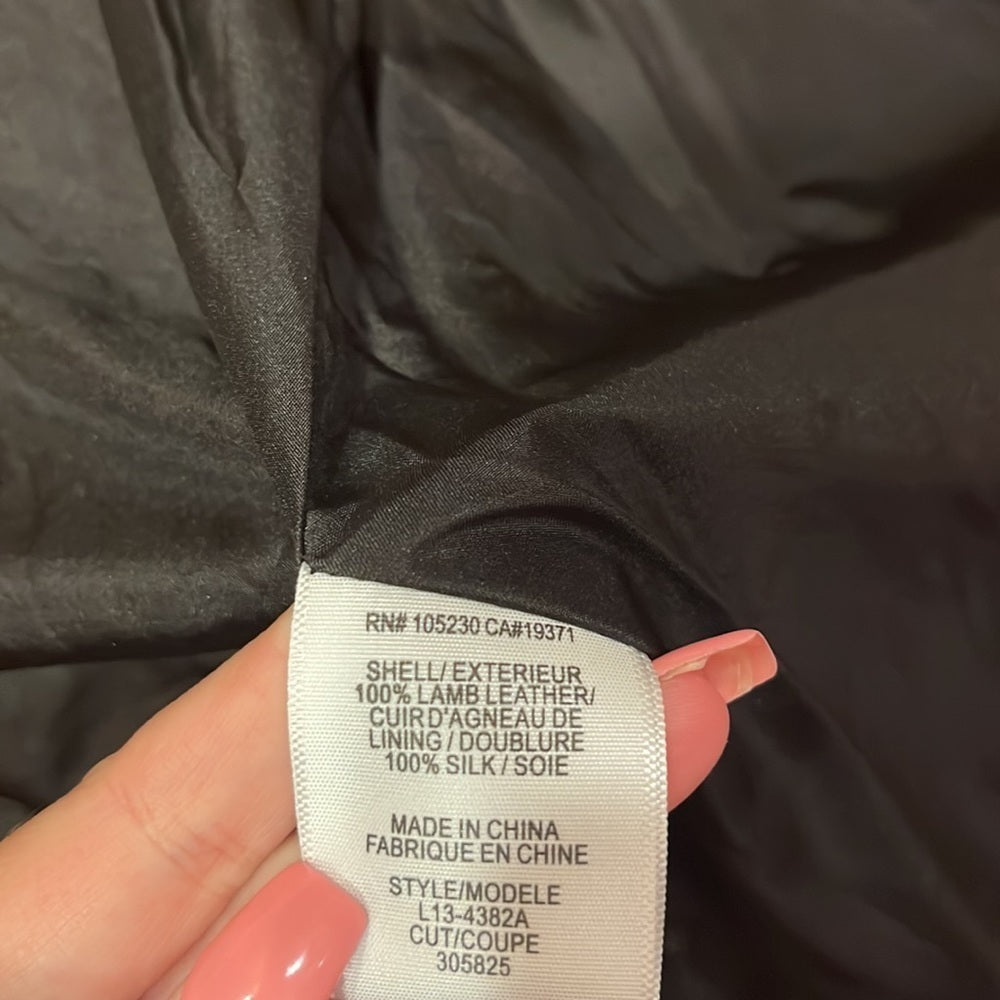 RN# 105230 CA#19371
SHELL/EXTERIEUR
100% LAMB LEATHER/
CUIR D'AGNEAU DE
LINING / DOUBLURE
100% SILK / SOIE
MADE IN CHINA
FABRIQUE EN CHINE
STYLE/MODELE
L13-4382A
CUT/COUPE
305825